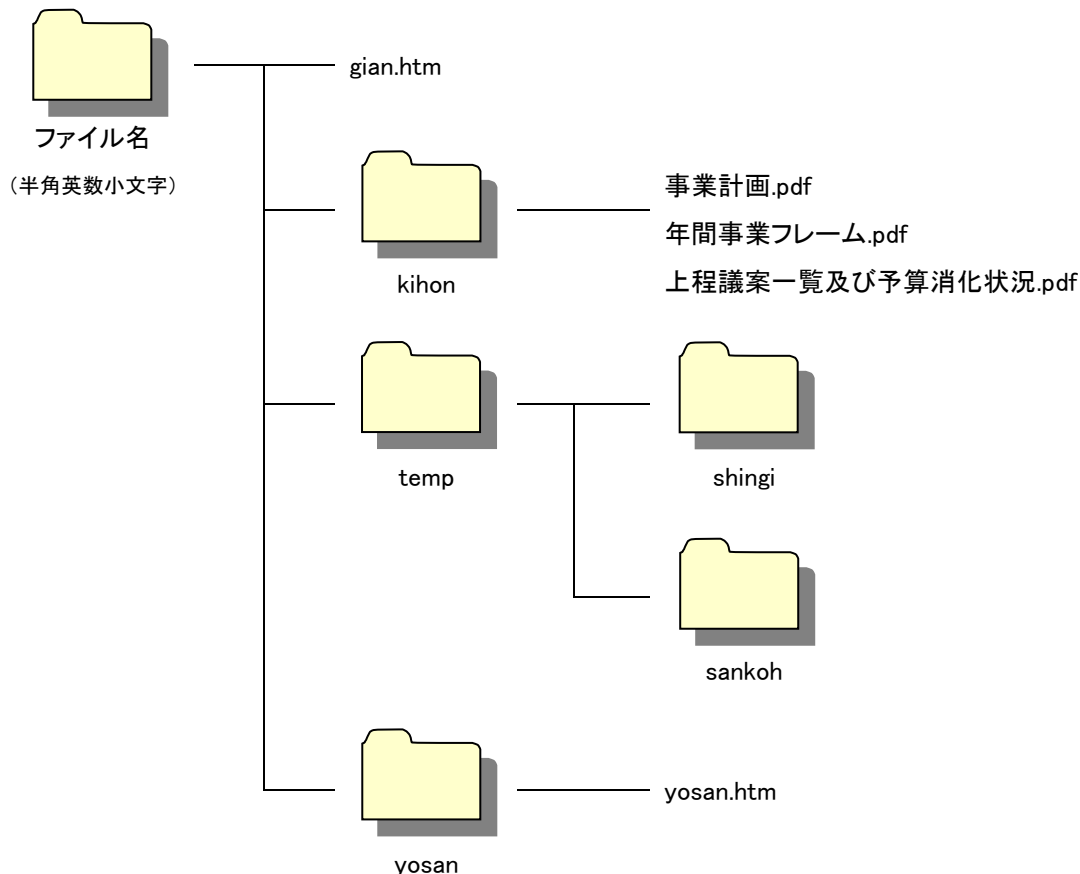 gian.htm
ファイル名
（半角英数小文字）
kihon
事業計画.pdf
年間事業フレーム.pdf
上程議案一覧及び予算消化状況.pdf
temp
shingi
sankoh
yosan
yosan.htm